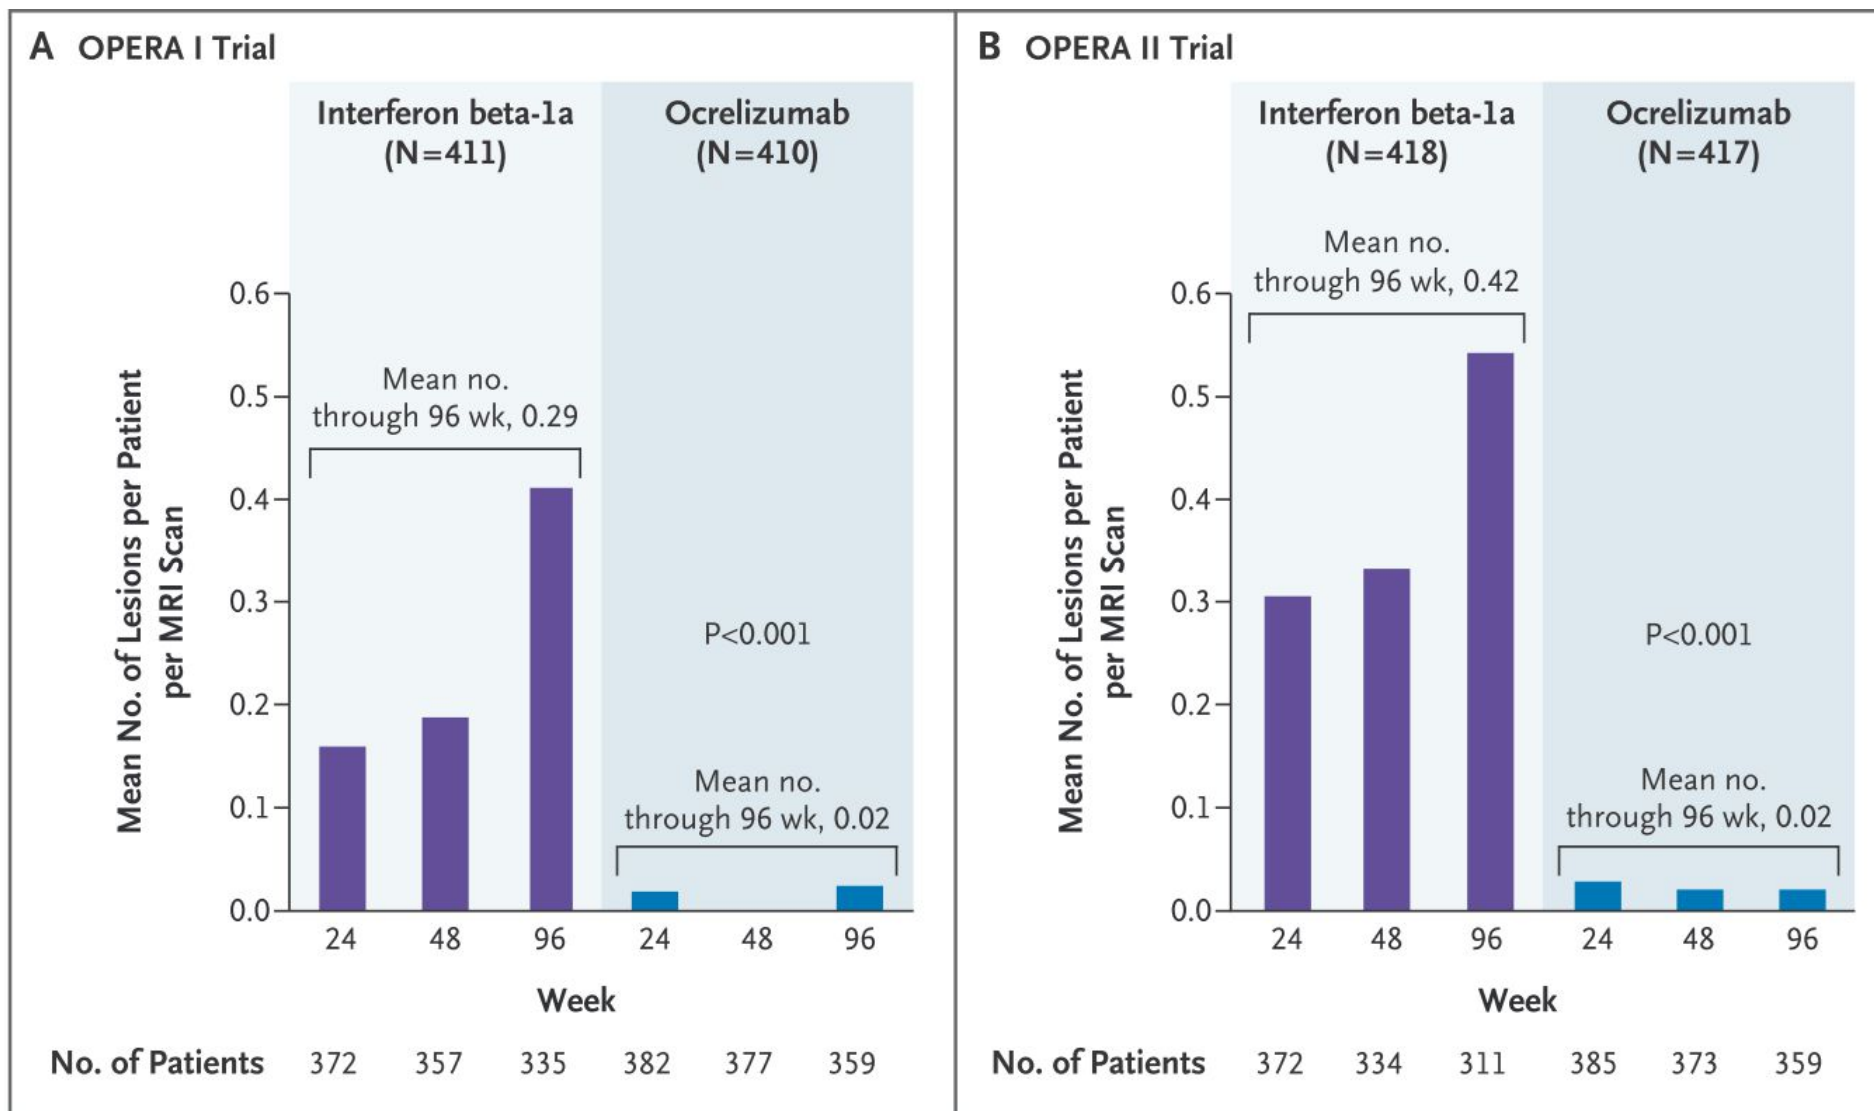 A OPERA I Trial
Interferon beta-1a
(N=411)
Ocrelizumab
(N=410)
Mean No. of Lesions per Patient
per MRI Scan
0.6
0.5
0.4
0.3
0.2
0.1
0.0
Mean no.
through 96 wk, 0.29
P<0.001
Mean no.
through 96 wk, 0.02
24 48 96 24 48 96
Week
No. of Patients 372 357 335 382 377 359
B OPERA II Trial
Interferon beta-1a
(N=418)
Ocrelizumab
(N=417)
Mean No. of Lesions per Patient
per MRI Scan
0.6
0.5
0.4
0.3
0.2
0.1
0.0
Mean no.
through 96 wk, 0.42
P<0.001
Mean no.
through 96 wk, 0.02
24 48 96 24 48 96
Week
No. of Patients 372 334 311 385 373 359